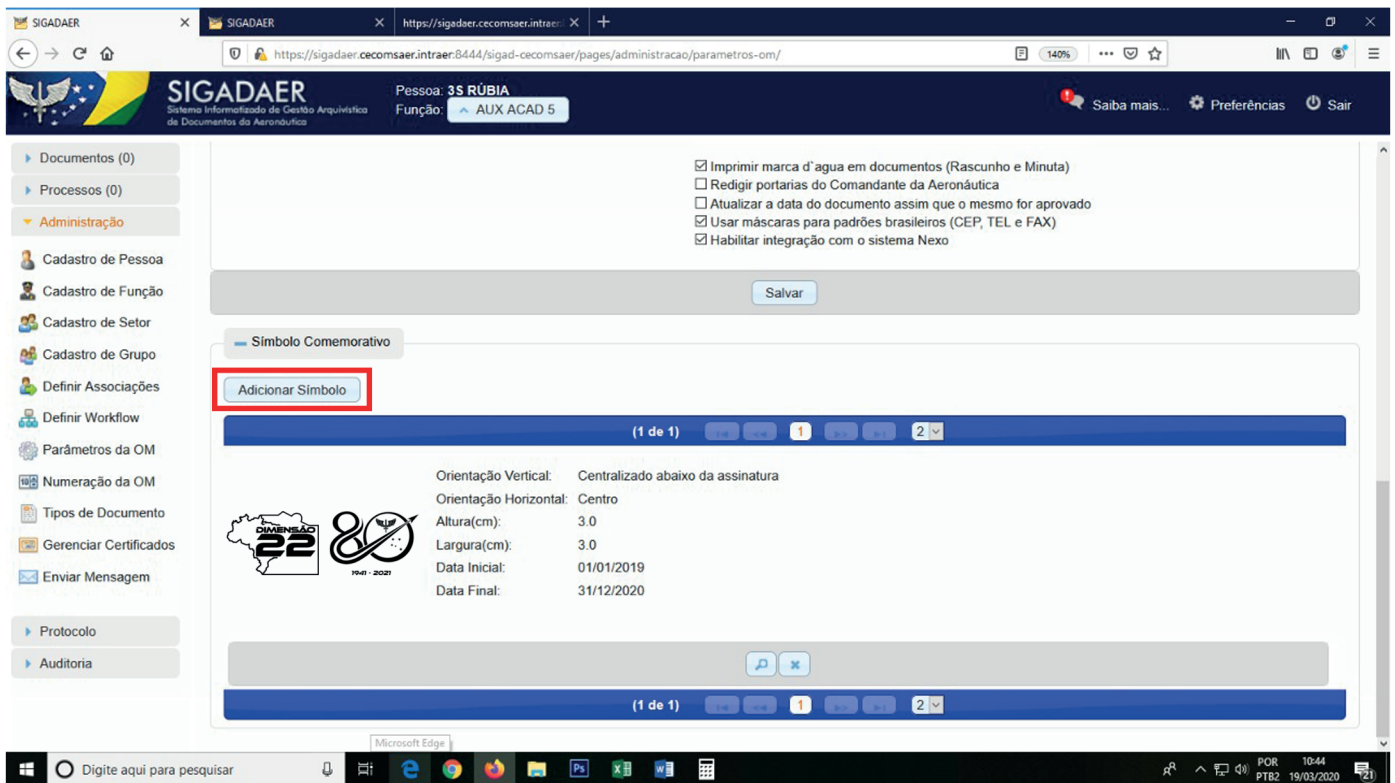 SIGADAER
SIGADAER
https://sigadaer.cecomsaer.intraer:
https://sigadaer.cecomsaer.intraer:8444/sigad-cecomsaer/pages/administracao/parametros-om/
140%
SIGADAER
Sistema Informatizado de Gestão Arquivística
de Documentos da Aeronáutica
Pessoa: 3S RÚBIA
Função: AUX ACAD 5
Saiba mais...
Preferências
Sair
Documentos (0)
Processos (0)
Administração
Cadastro de Pessoa
Cadastro de Função
Cadastro de Setor
Cadastro de Grupo
Definir Associações
Definir Workflow
Parâmetros da OM
Numeração da OM
Tipos de Documento
Gerenciar Certificados
Enviar Mensagem
Protocolo
Auditoria
Imprimir marca d`agua em documentos (Rascunho e Minuta)
Redigir portarias do Comandante da Aeronáutica
Atualizar a data do documento assim que o mesmo for aprovado
Usar máscaras para padrões brasileiros (CEP, TEL e FAX)
Habilitar integração com o sistema Nexo
Salvar
Símbolo Comemorativo
Adicionar Símbolo
(1 de 1) 1 2
DIMENSÃO
22
80
1941 - 2021
Orientação Vertical: Centralizado abaixo da assinatura
Orientação Horizontal: Centro
Altura(cm): 3.0
Largura(cm): 3.0
Data Inicial: 01/01/2019
Data Final: 31/12/2020
(1 de 1) 1 2
Microsoft Edge
Digite aqui para pesquisar
Ps
POR
PTB2
10:44
19/03/2020
21